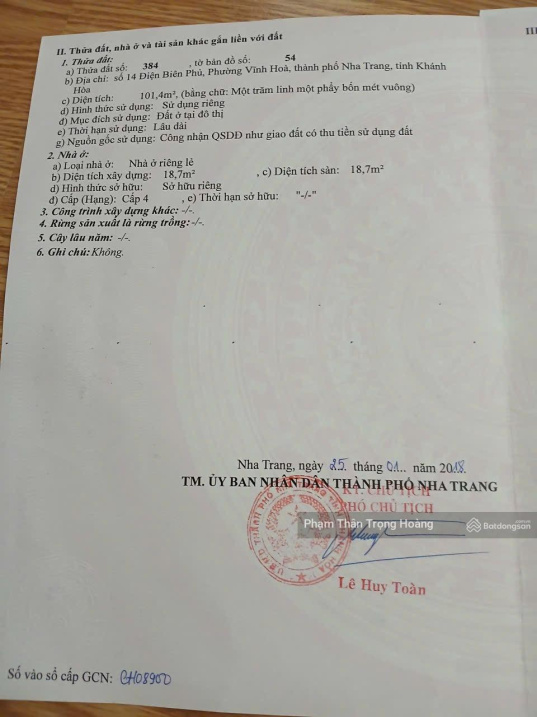 II. Thửa đất, nhà ở và tài sản khác gắn liền với đất
1. Thửa đất:
a) Thửa đất số: 384 , tờ bản đồ số: 54
b) Địa chỉ: số 14 Điện Biên Phủ, Phường Vĩnh Hoà, thành phố Nha Trang, tỉnh Khánh
Hòa
c) Diện tích: 101,4m², (bằng chữ: Một trăm linh một phẩy bốn mét vuông)
d) Hình thức sử dụng: Sử dụng riêng
đ) Mục đích sử dụng: Đất ở tại đô thị
e) Thời hạn sử dụng: Lâu dài
g) Nguồn gốc sử dụng: Công nhận QSDĐ như giao đất có thu tiền sử dụng đất
2. Nhà ở:
a) Loại nhà ở: Nhà ở riêng lẻ
b) Diện tích xây dựng: 18,7m² , c) Diện tích sàn: 18,7m²
d) Hình thức sở hữu: Sở hữu riêng
đ) Cấp (Hạng): Cấp 4 , e) Thời hạn sở hữu: "-/-"
3. Công trình xây dựng khác: -/-.
4. Rừng sản xuất là rừng trồng: -/-.
5. Cây lâu năm: -/-.
6. Ghi chú: Không.
Nha Trang, ngày 25 tháng 01 năm 2018
TM. ỦY BAN NHÂN DÂN THÀNH PHỐ NHA TRANG
KT. CHỦ TỊCH
PHÓ CHỦ TỊCH
Phạm Thân Trọng Hoàng
Batdongson
Lê Huy Toàn
Số vào sổ cấp GCN: CH08900